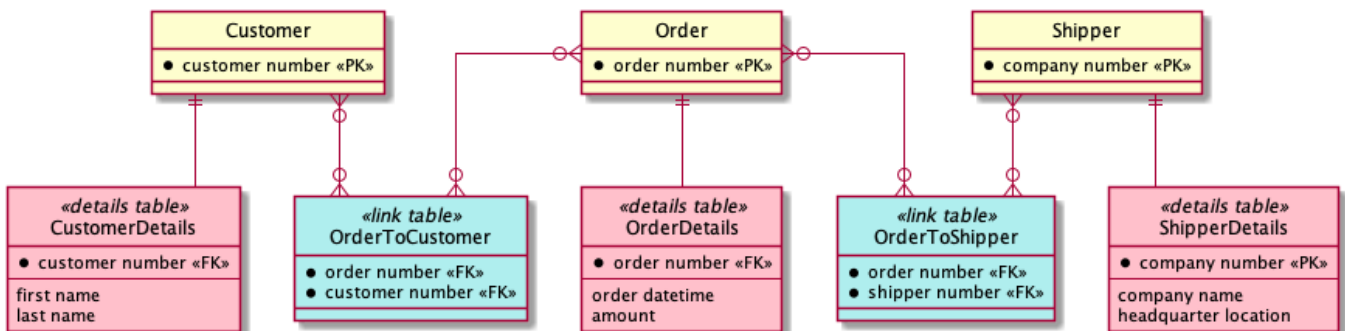 Customer
customer number «PK»
Order
order number «PK»
Shipper
company number «PK»
«details table»
CustomerDetails
customer number «FK»
first name
last name
«link table»
OrderToCustomer
order number «FK»
customer number «FK»
«details table»
OrderDetails
order number «FK»
order datetime
amount
«link table»
OrderToShipper
order number «FK»
shipper number «FK»
«details table»
ShipperDetails
company number «PK»
company name
headquarter location